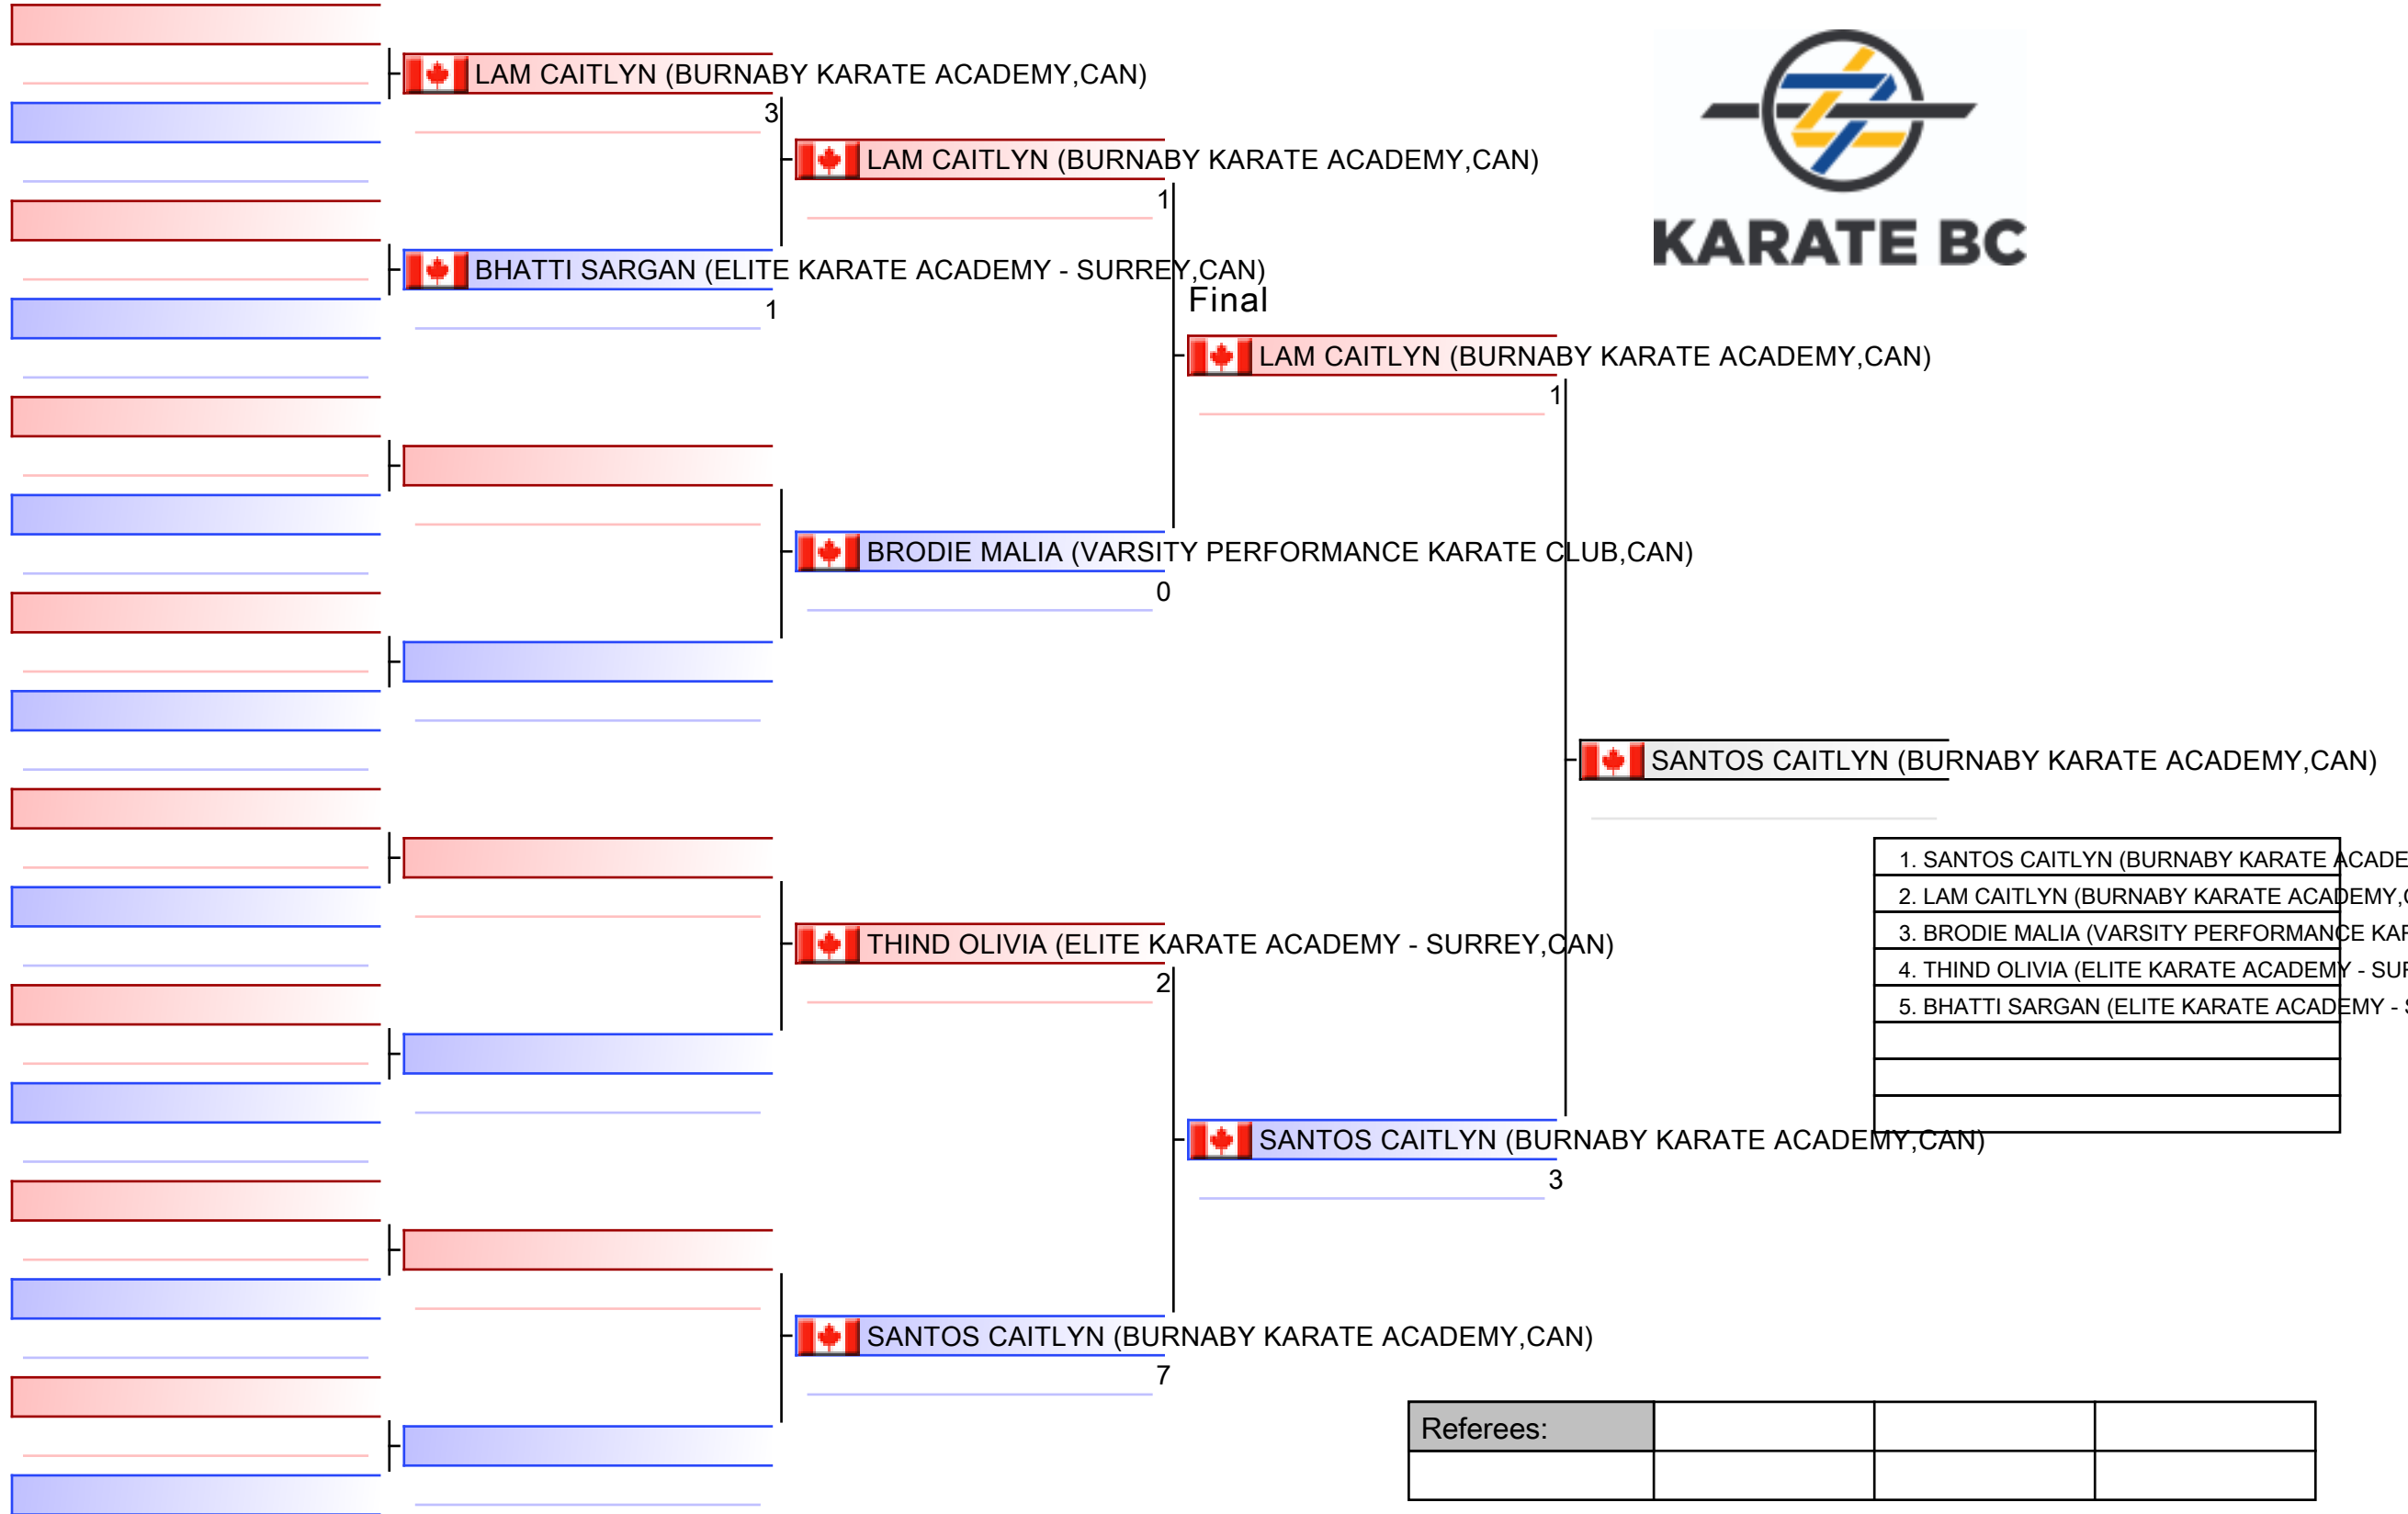 LAM CAITLYN (BURNABY KARATE ACADEMY,CAN)
3
LAM CAITLYN (BURNABY KARATE ACADEMY,CAN)
1
KARATE BC
BHATTI SARGAN (ELITE KARATE ACADEMY - SURREY,CAN)
1
Final
LAM CAITLYN (BURNABY KARATE ACADEMY,CAN)
1
BRODIE MALIA (VARSITY PERFORMANCE KARATE CLUB,CAN)
0
SANTOS CAITLYN (BURNABY KARATE ACADEMY,CAN)
1. SANTOS CAITLYN (BURNABY KARATE ACADE
2. LAM CAITLYN (BURNABY KARATE ACADEMY,
3. BRODIE MALIA (VARSITY PERFORMANCE KA
4. THIND OLIVIA (ELITE KARATE ACADEMY - SU
5. BHATTI SARGAN (ELITE KARATE ACADEMY -
THIND OLIVIA (ELITE KARATE ACADEMY - SURREY,CAN)
2
SANTOS CAITLYN (BURNABY KARATE ACADEMY,CAN)
3
SANTOS CAITLYN (BURNABY KARATE ACADEMY,CAN)
7
Referees: